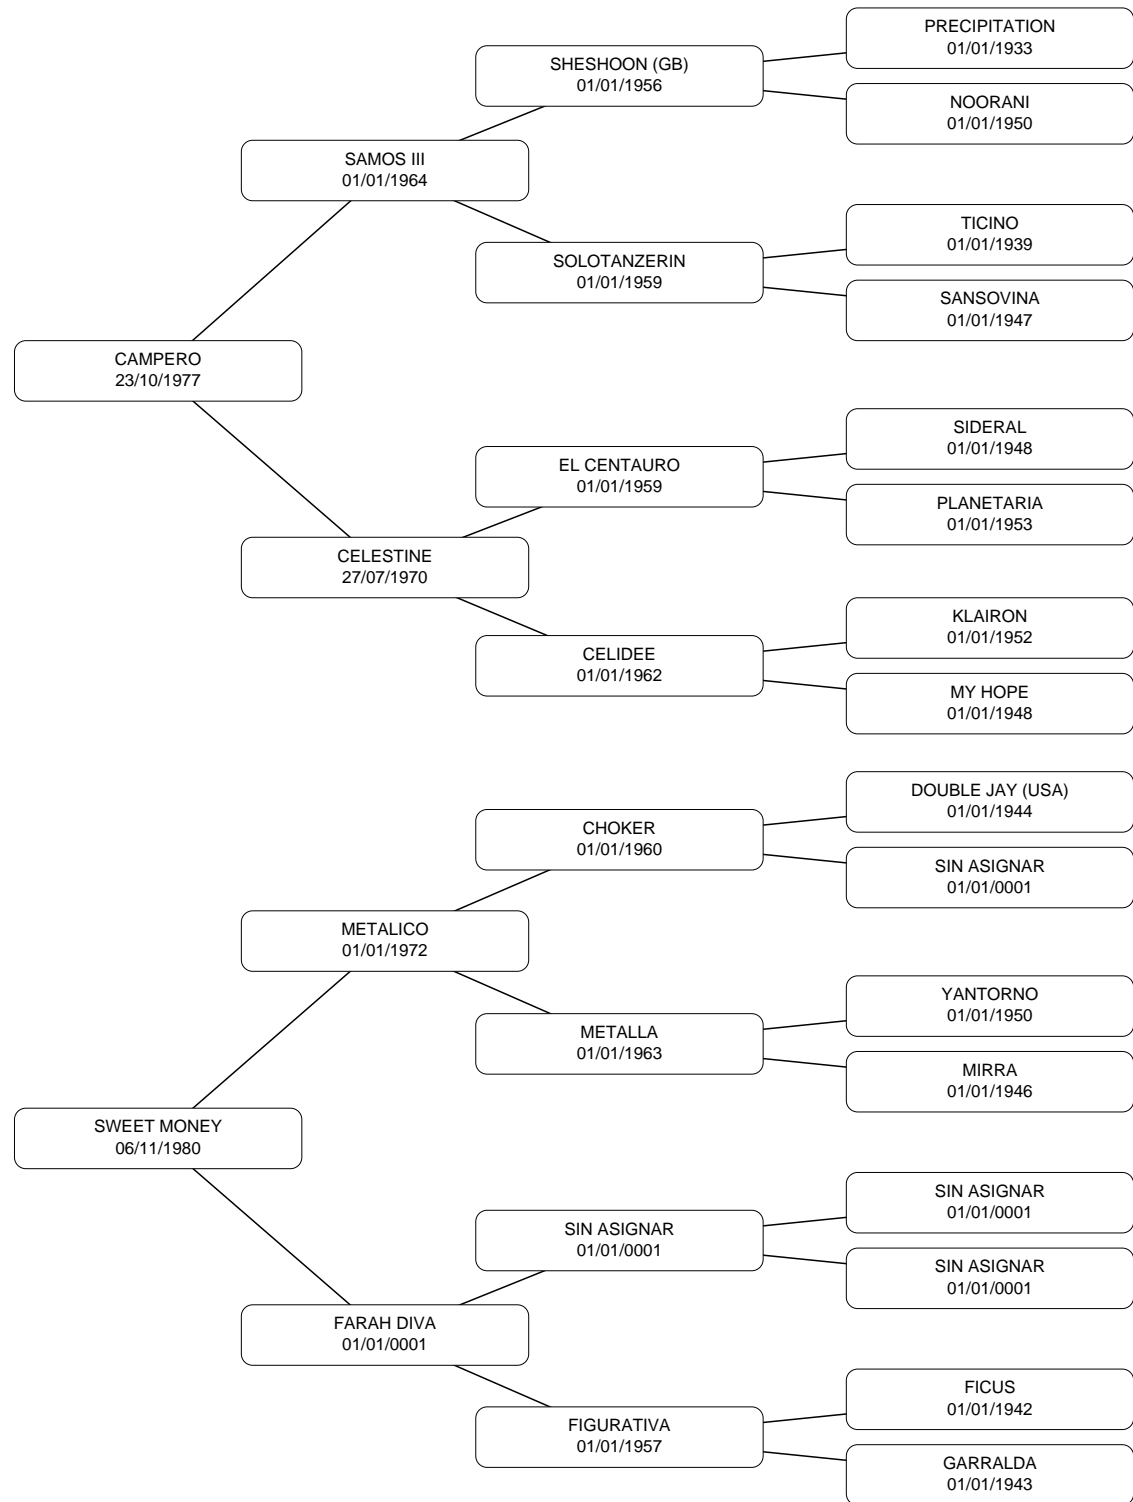 PRECIPITATION
01/01/1933
SHESHOON (GB)
01/01/1956
NOORANI
01/01/1950
SAMOS III
01/01/1964
TICINO
01/01/1939
SOLOTANZERIN
01/01/1959
SANSOVINA
01/01/1947
CAMPERO
23/10/1977
SIDERAL
01/01/1948
EL CENTAURO
01/01/1959
PLANETARIA
01/01/1953
CELESTINE
27/07/1970
KLAIRON
01/01/1952
CELIDEE
01/01/1962
MY HOPE
01/01/1948
DOUBLE JAY (USA)
01/01/1944
CHOKER
01/01/1960
SIN ASIGNAR
01/01/0001
METALICO
01/01/1972
YANTORNO
01/01/1950
METALLA
01/01/1963
MIRRA
01/01/1946
SWEET MONEY
06/11/1980
SIN ASIGNAR
01/01/0001
SIN ASIGNAR
01/01/0001
SIN ASIGNAR
01/01/0001
FARAH DIVA
01/01/0001
FICUS
01/01/1942
FIGURATIVA
01/01/1957
GARRALDA
01/01/1943